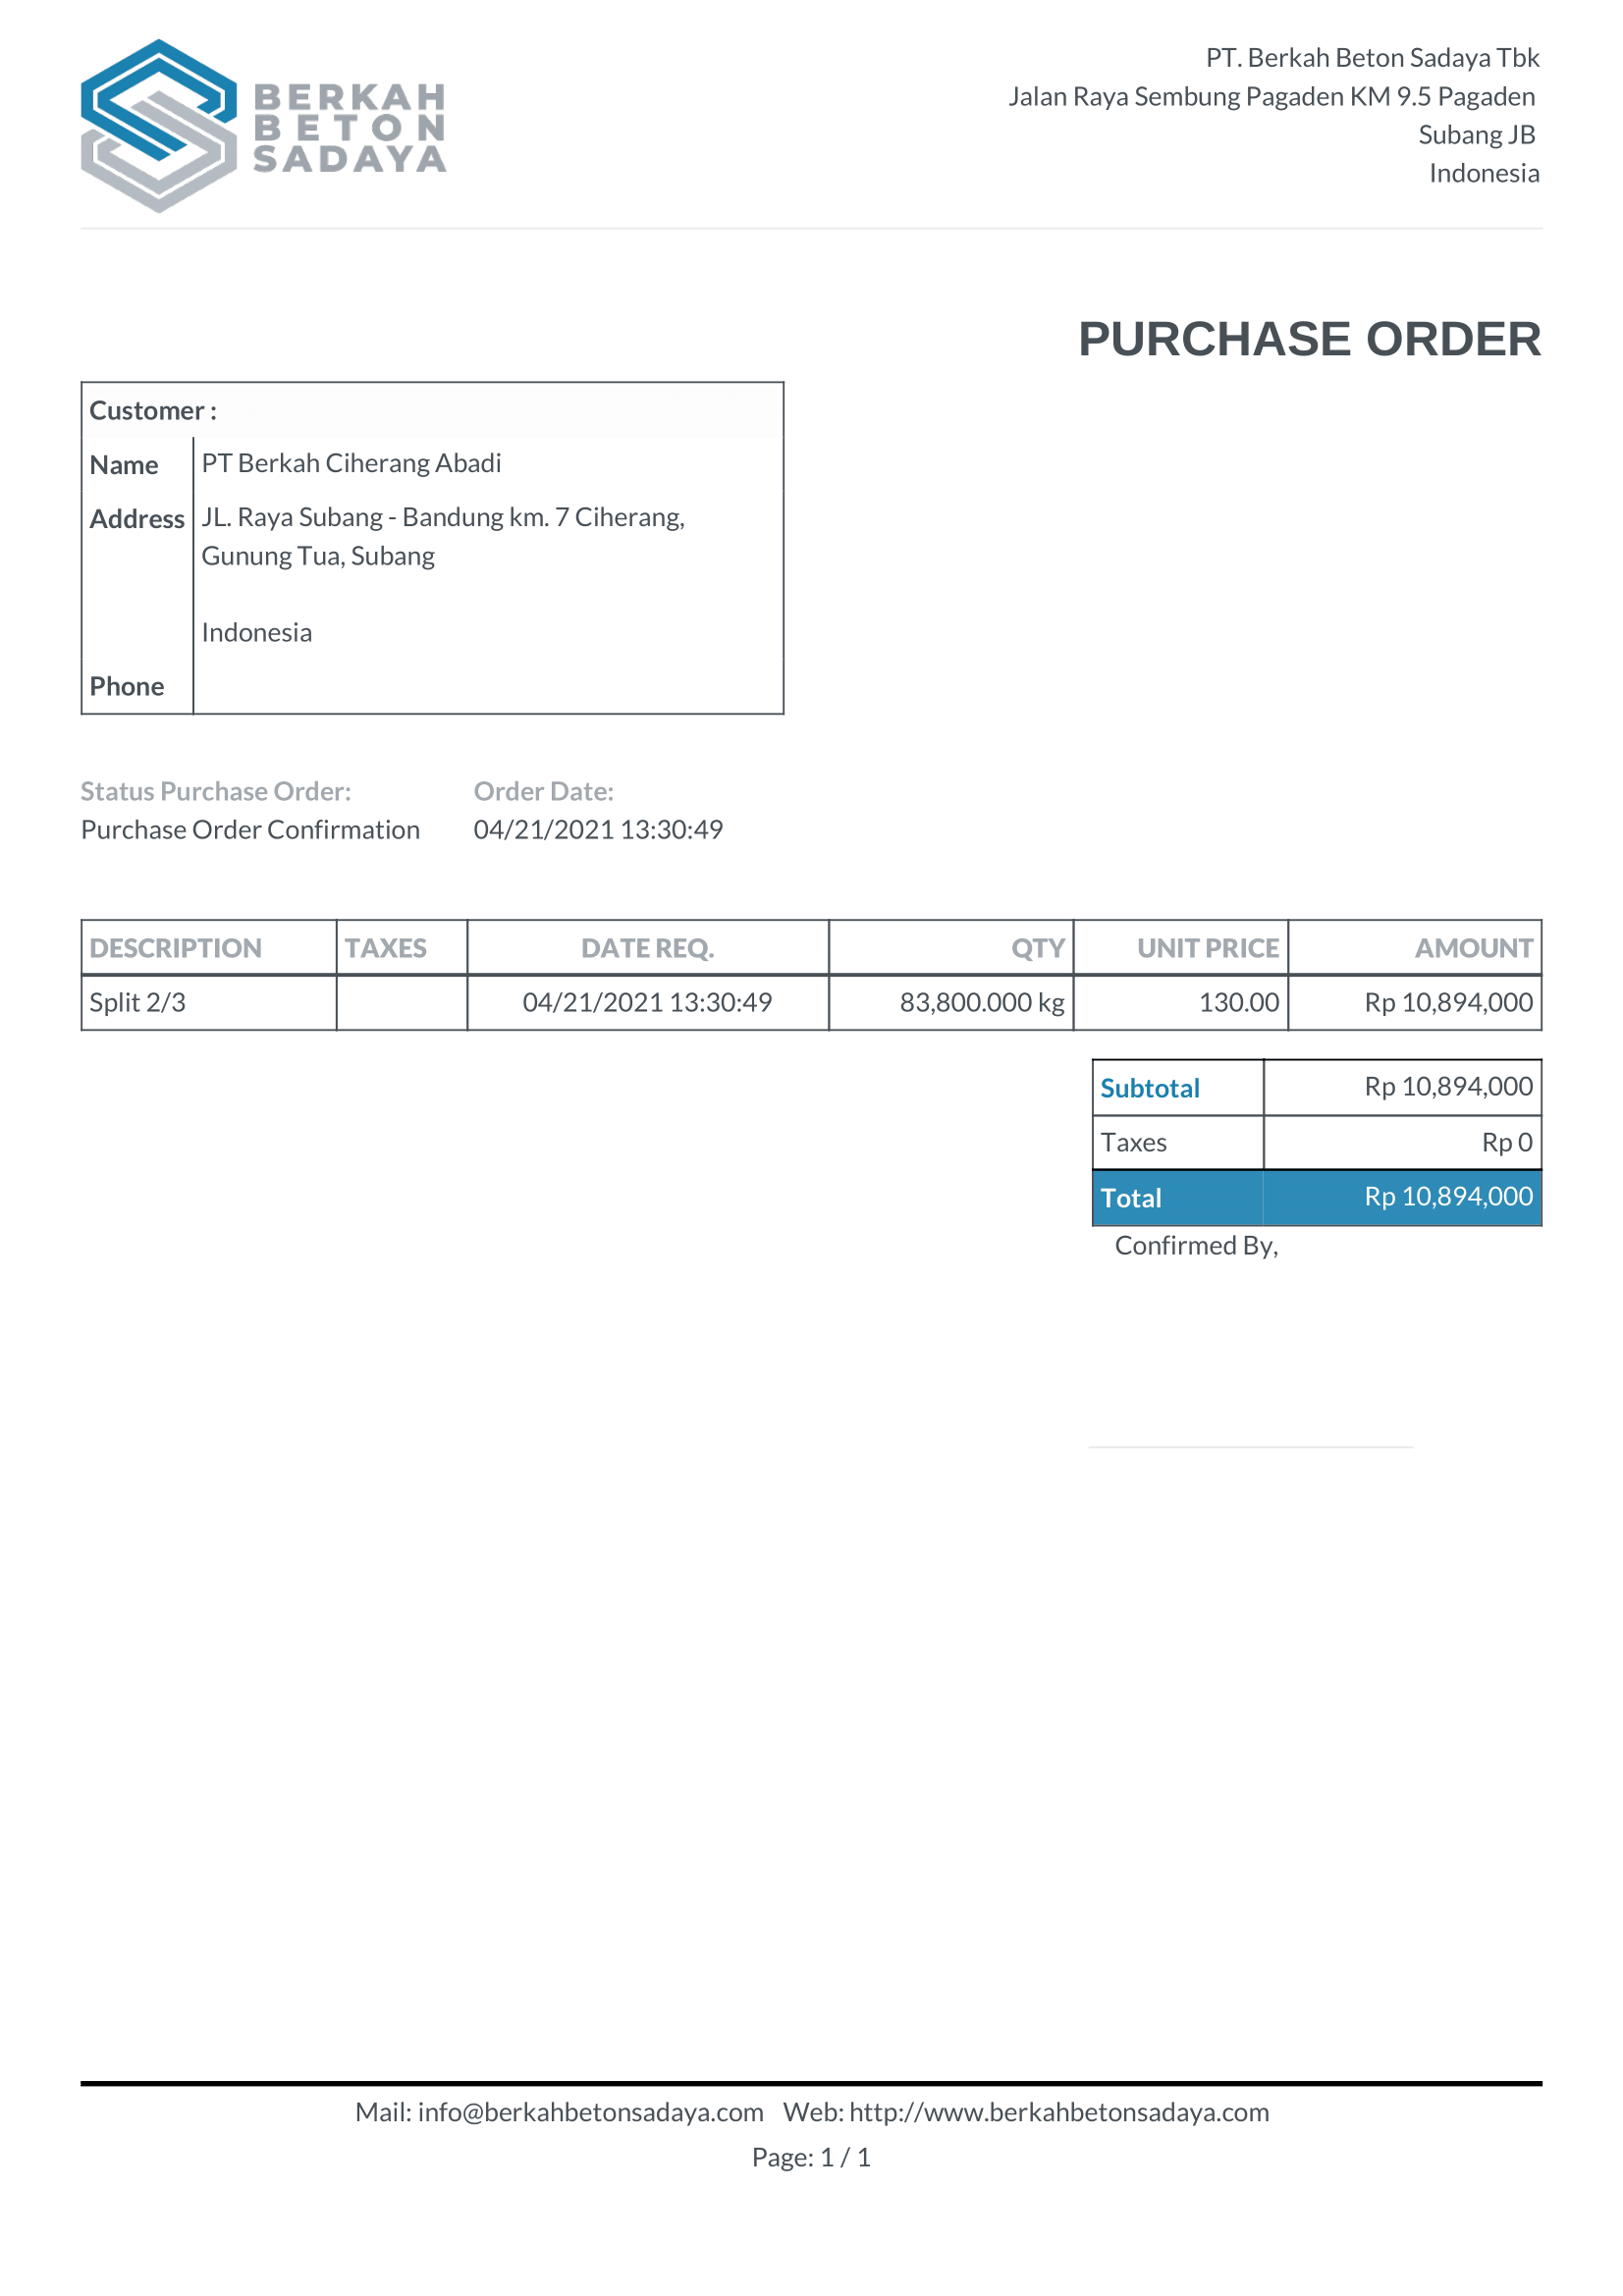 BERKAH
BETON
SADAYA
PT. Berkah Beton Sadaya Tbk
Jalan Raya Sembung Pagaden KM 9.5 Pagaden
Subang JB
Indonesia
PURCHASE ORDER
Customer :
Name PT Berkah Ciherang Abadi
Address JL. Raya Subang - Bandung km. 7 Ciherang,
Gunung Tua, Subang
Indonesia
Phone
Status Purchase Order: Order Date:
Purchase Order Confirmation 04/21/2021 13:30:49
DESCRIPTION TAXES DATE REQ. QTY UNIT PRICE AMOUNT
Split 2/3 04/21/2021 13:30:49 83,800.000 kg 130.00 Rp 10,894,000
Subtotal Rp 10,894,000
Taxes Rp 0
Total Rp 10,894,000
Confirmed By,
Mail: info@berkahbetonsadaya.com Web: http://www.berkahbetonsadaya.com
Page: 1 / 1